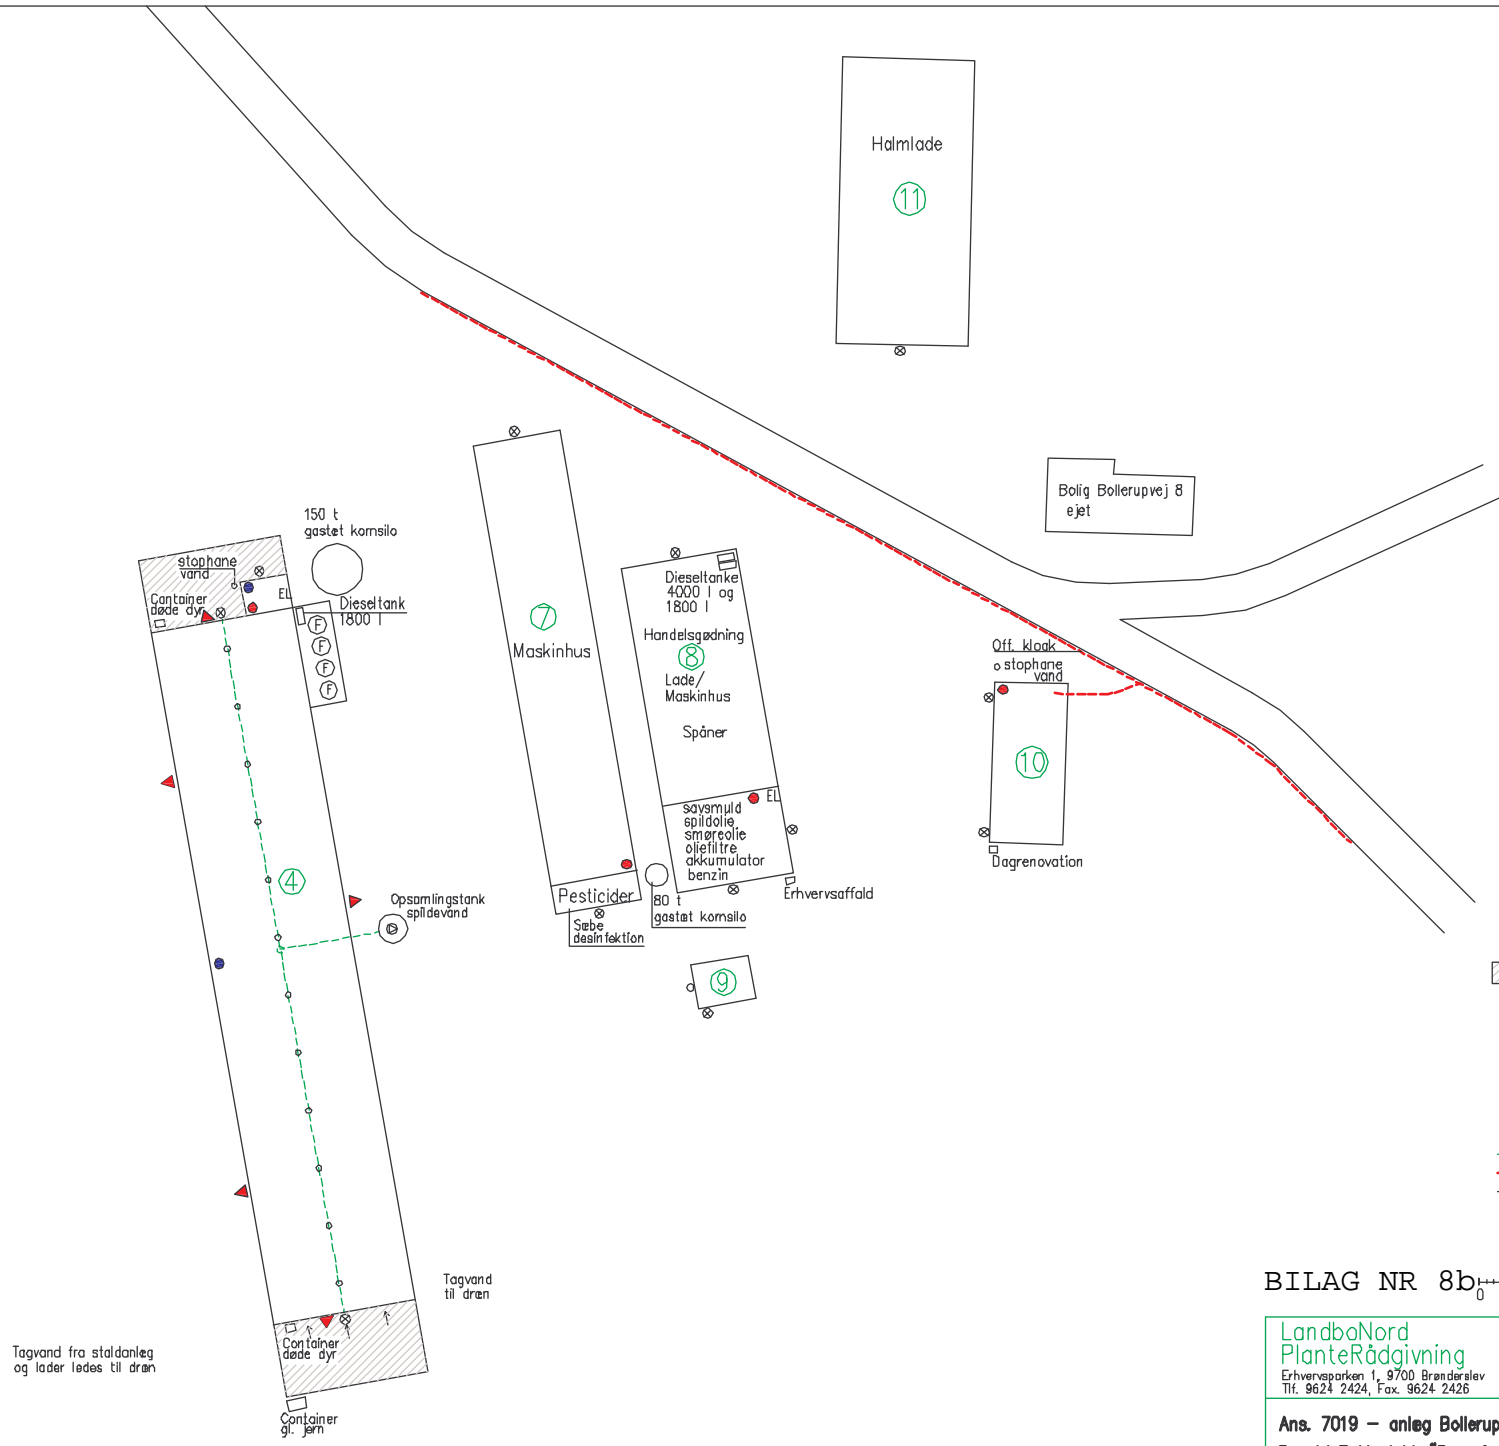 Halmlade
11
Bolig Bollerupvej 8
ejet
150 t
gastæt kornsilo
stophane
vand
EL
Container
døde dyr
Dieseltank
1800 l
F
F
F
F
7
Maskinhus
Dieseltanke
4000 l og
1800 l
Handelsgødning
8
Lade/
Maskinhus
Spåner
Off. kloak
stophane
vand
10
Dagrenovation
EL
savsmuld
spildolie
smøreolie
oliefiltre
akkumulator
benzin
Erhvervsaffald
Pesticider
80 t
gastæt kornsilo
Sæbe
desinfektion
9
4
Opsamlingstank
spildevand
Tagvand
til dræn
Container
døde dyr
Container
gl. jern
Tagvand fra staldanlæg
og lader ledes til dræn
BILAG NR 8b
0
LandboNord
PlanteRådgivning
Erhvervsparken 1, 9700 Brønderslev
Tlf. 9624 2424, Fax. 9624 2426
Ans. 7019 – anlæg Bollerup